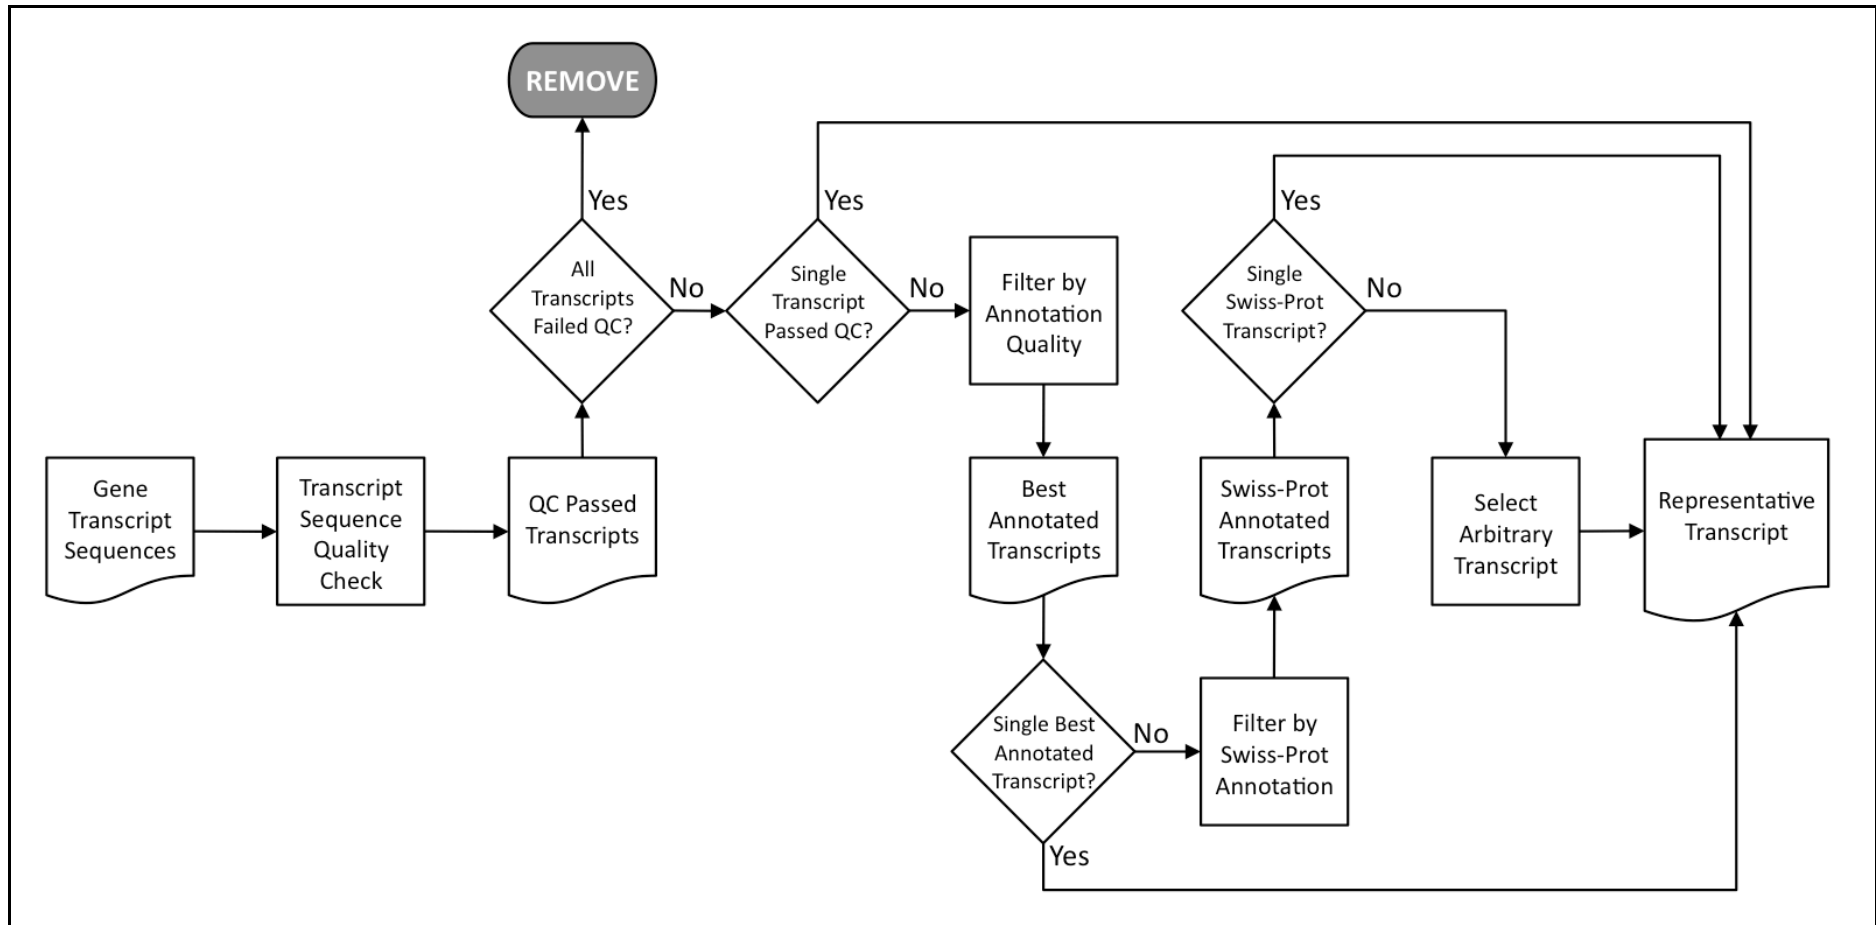 REMOVE
Yes
All
Transcripts
Failed QC?
No
Yes
Single
Transcript
Passed QC?
No
Filter by
Annotation
Quality
Yes
Single
Swiss-Prot
Transcript?
No
Gene
Transcript
Sequences
Transcript
Sequence
Quality
Check
QC Passed
Transcripts
Best
Annotated
Transcripts
Swiss-Prot
Annotated
Transcripts
Select
Arbitrary
Transcript
Representative
Transcript
Single Best
Annotated
Transcript?
No
Filter by
Swiss-Prot
Annotation
Yes